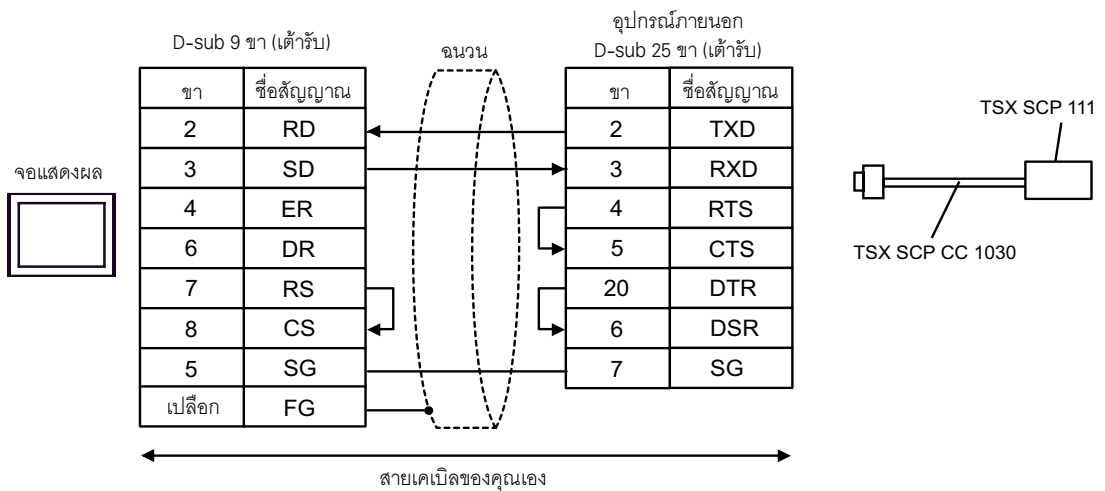 อุปกรณ์ภายนอก
D-sub 9 ขา (เต้ารับ)
ฉนวน
D-sub 25 ขา (เต้ารับ)
ขา ชื่อสัญญาณ
2 RD
3 SD
4 ER
6 DR
7 RS
8 CS
5 SG
เปลือก FG
ขา ชื่อสัญญาณ
2 TXD
3 RXD
4 RTS
5 CTS
20 DTR
6 DSR
7 SG
จอแสดงผล
TSX SCP 111
TSX SCP CC 1030
สายเคเบิลของคุณเอง